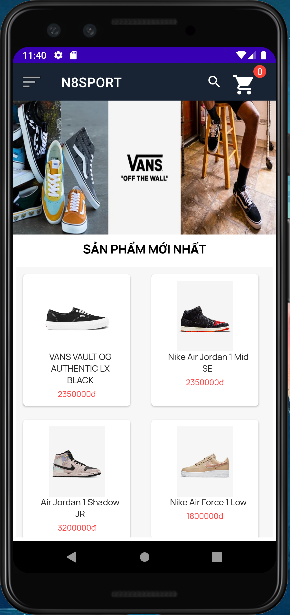 11:40
N8SPORT
0
VANS
"OFF THE WALL"
SẢN PHẨM MỚI NHẤT
VANS VAULT OG
AUTHENTIC LX
BLACK
2350000đ
Nike Air Jordan 1 Mid
SE
2350000đ
Air Jordan 1 Shadow
JR
3200000đ
Nike Air Force 1 Low
1800000đ